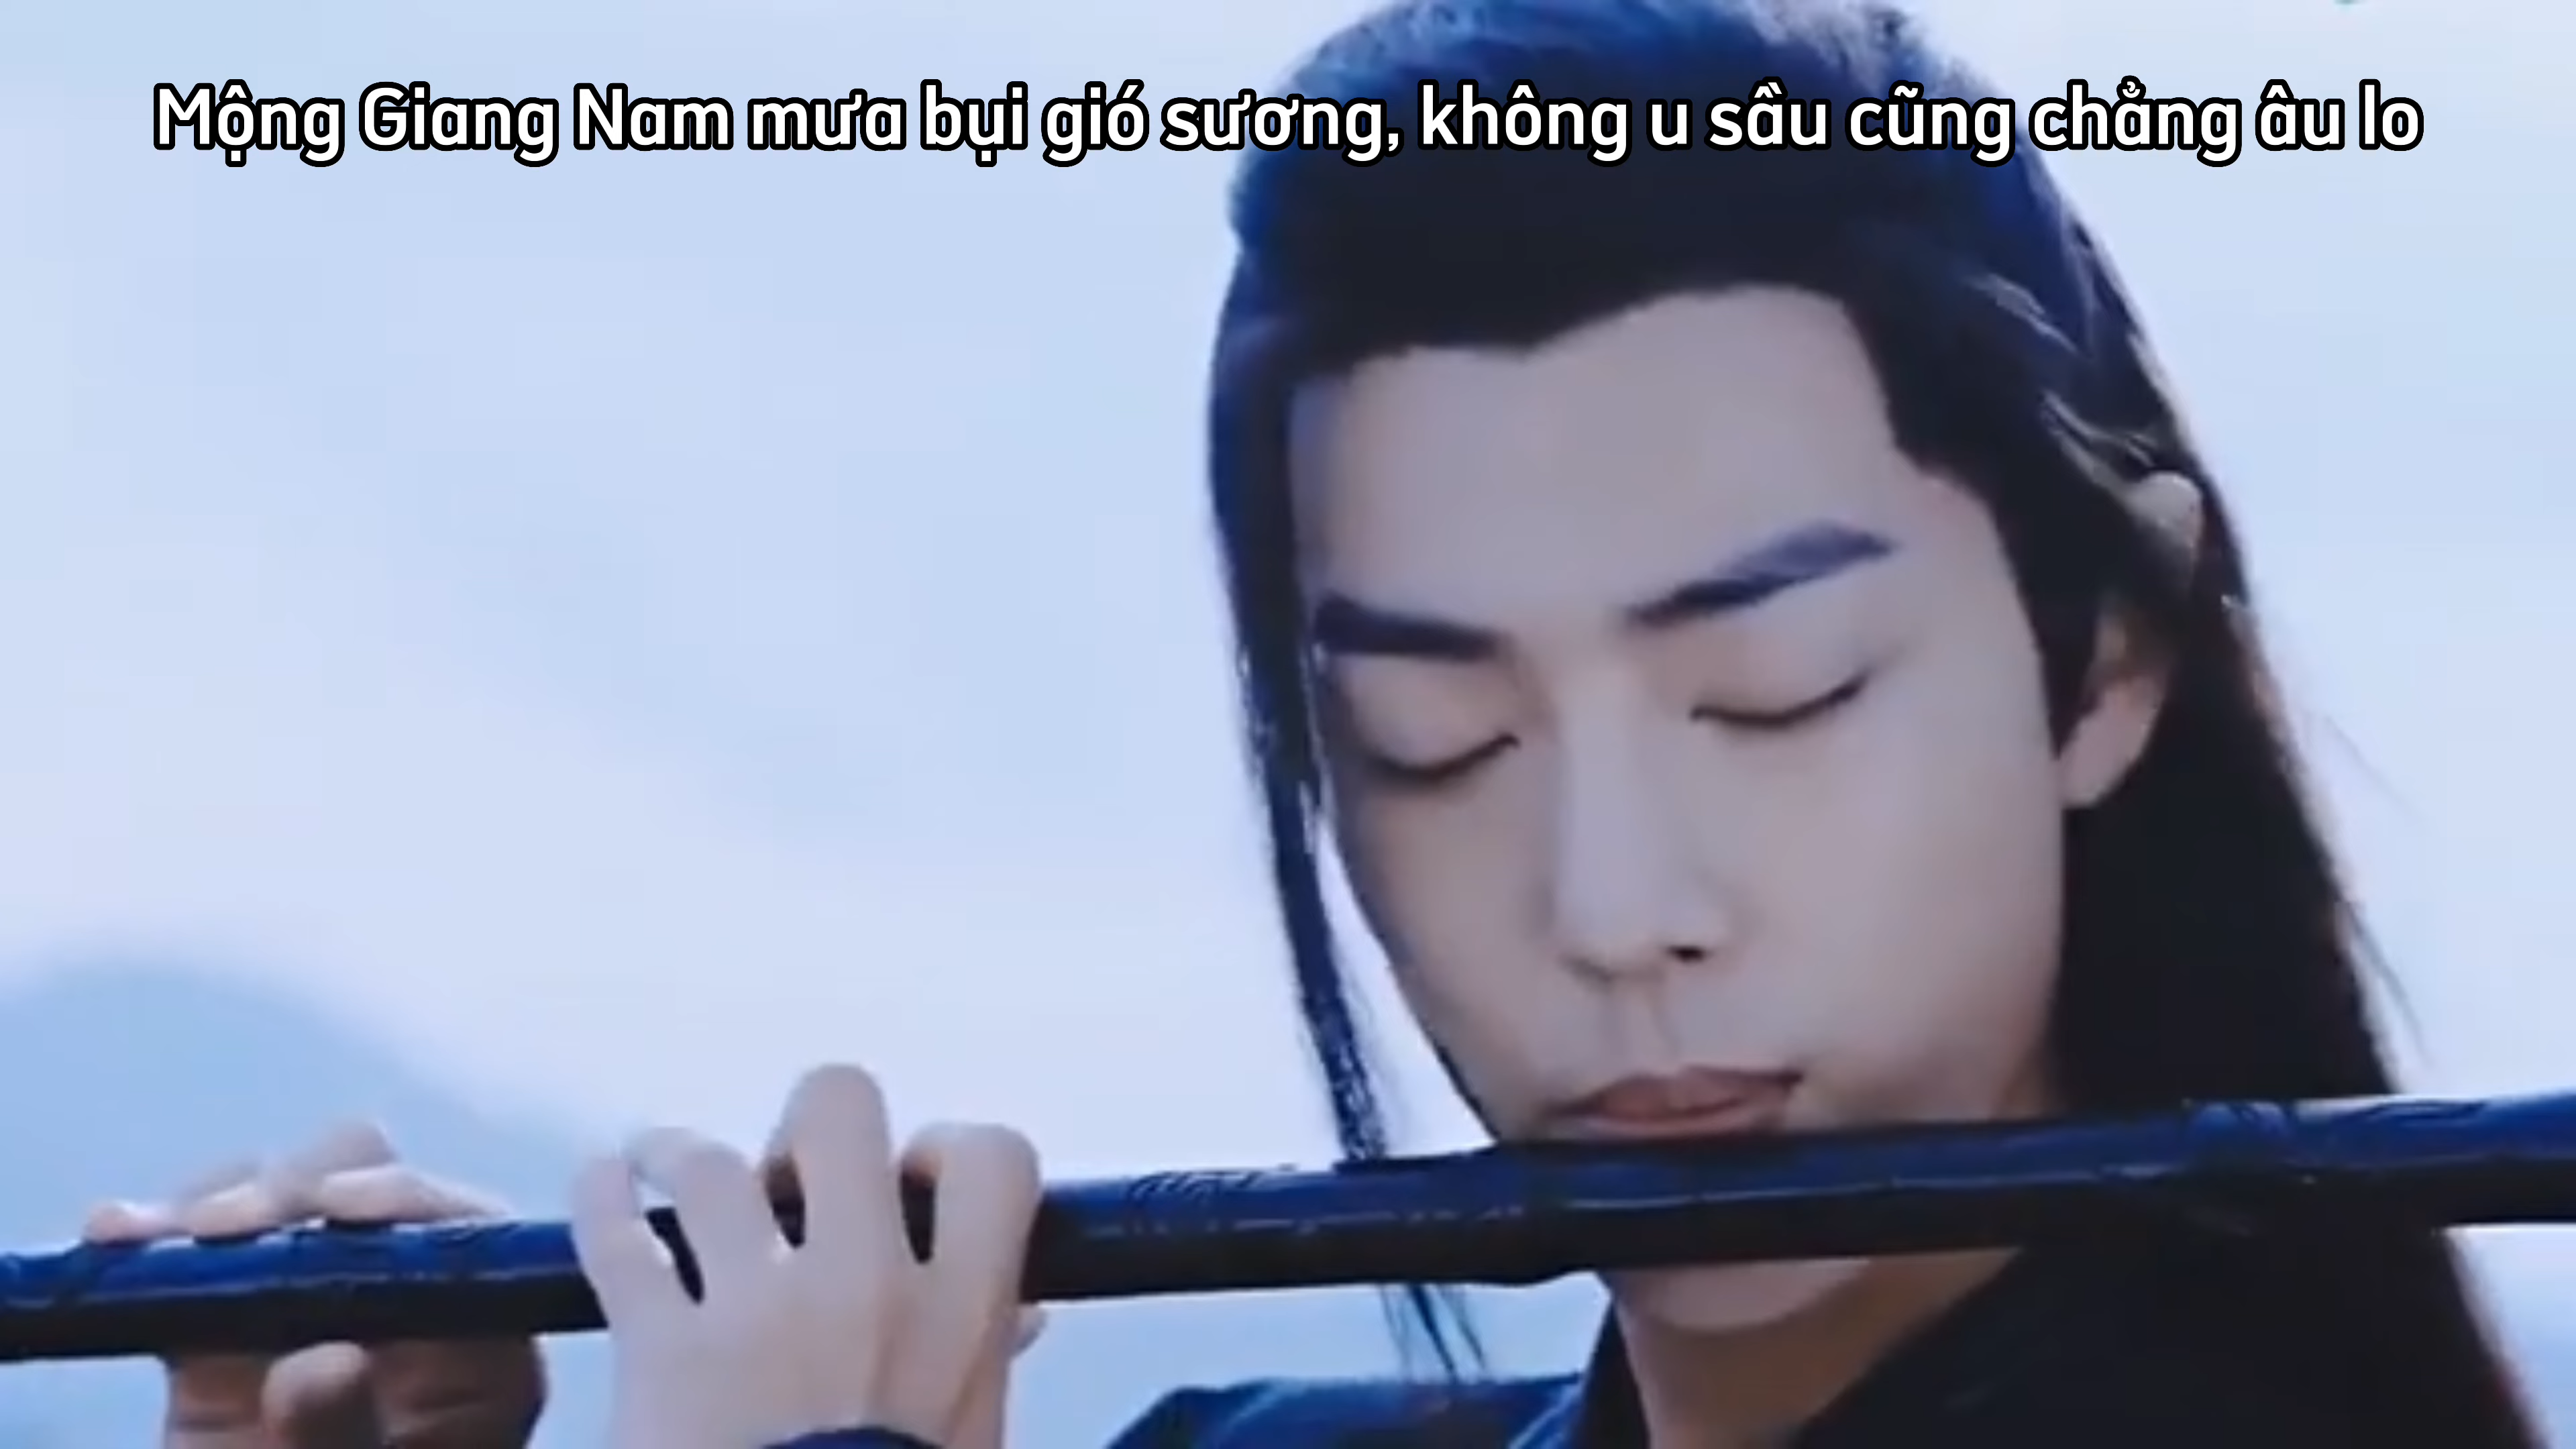 Mộng Giang Nam mưa bụi gió sương, không u sầu cũng chẳng âu lo